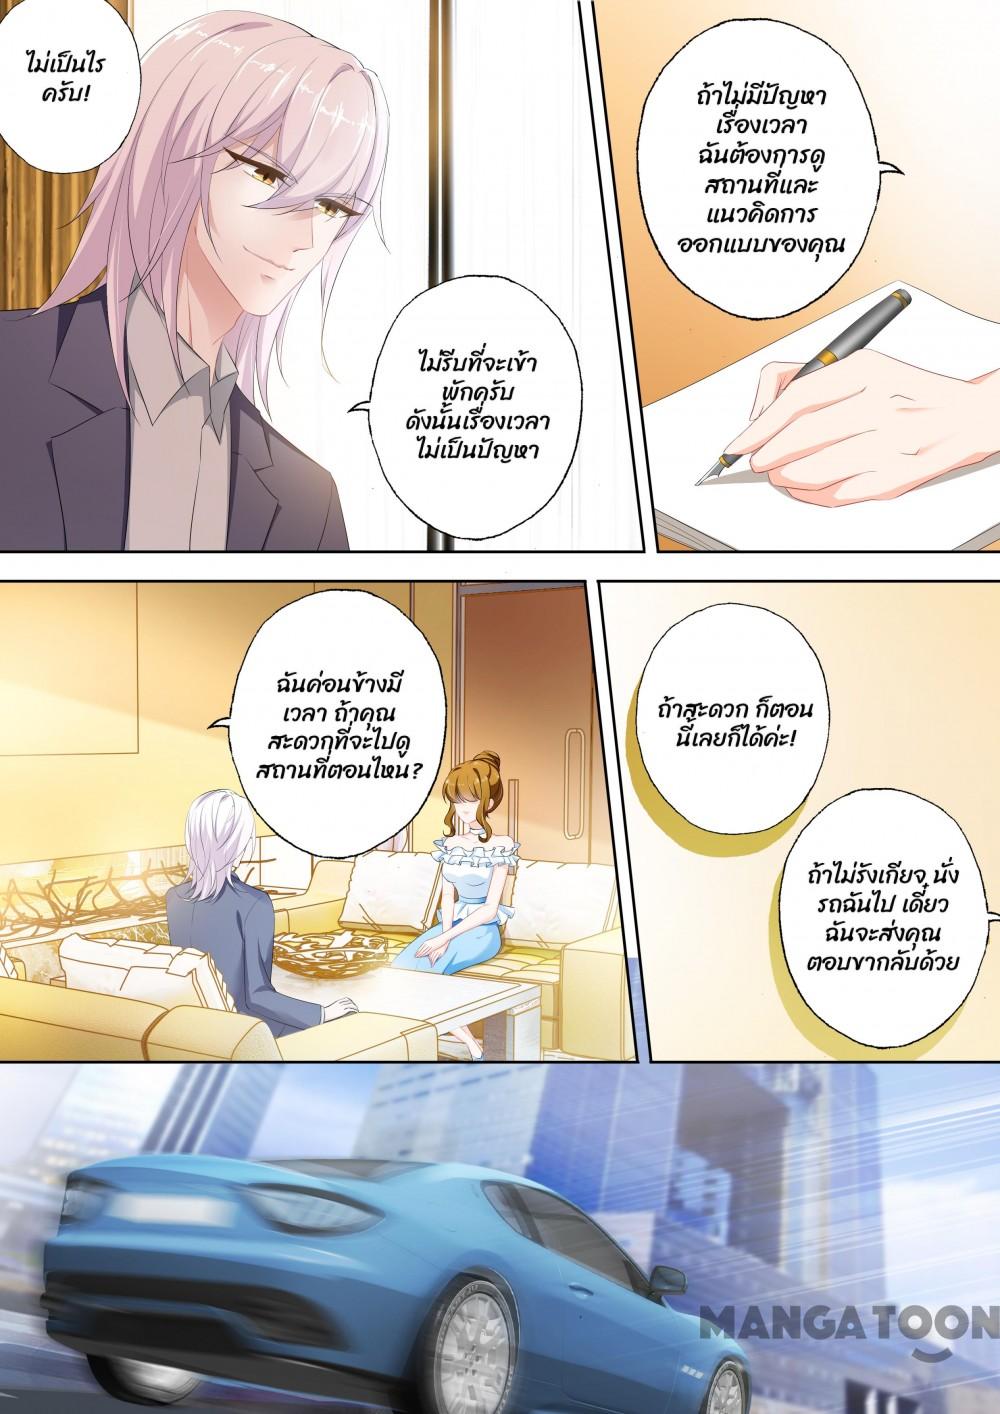 ไม่เป็นไร
ครับ!
ไม่รีบที่จะเข้า
พักครับ
ดังนั้นเรื่องเวลา
ไม่เป็นปัญหา
ถ้าไม่มีปัญหา
เรื่องเวลา
ฉันต้องการดู
สถานที่และ
แนวคิดการ
ออกแบบของคุณ
ฉันค่อนข้างมี
เวลา ถ้าคุณ
สะดวกที่จะไปดู
สถานที่ตอนไหน?
ถ้าสะดวก ก็ตอน
นี้เลยก็ได้ค่ะ!
ถ้าไม่รังเกียจ นั่ง
รถฉันไป เดี๋ยว
ฉันจะส่งคุณ
ตอบขากลับด้วย
MANGATOON